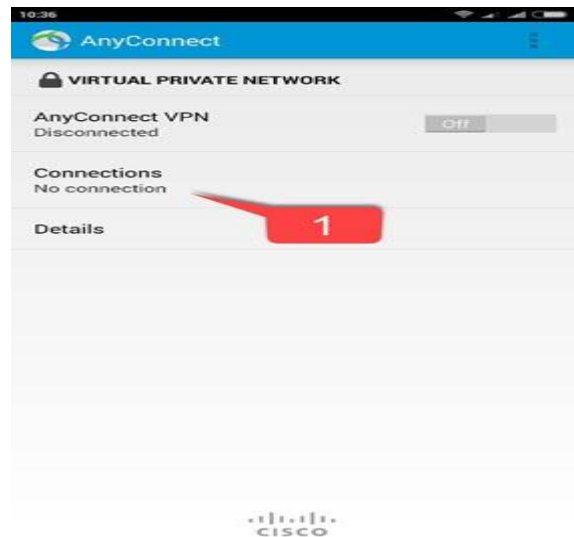 10:36
AnyConnect
VIRTUAL PRIVATE NETWORK
AnyConnect VPN
Disconnected
Off
Connections
No connection
1
Details
CISCO